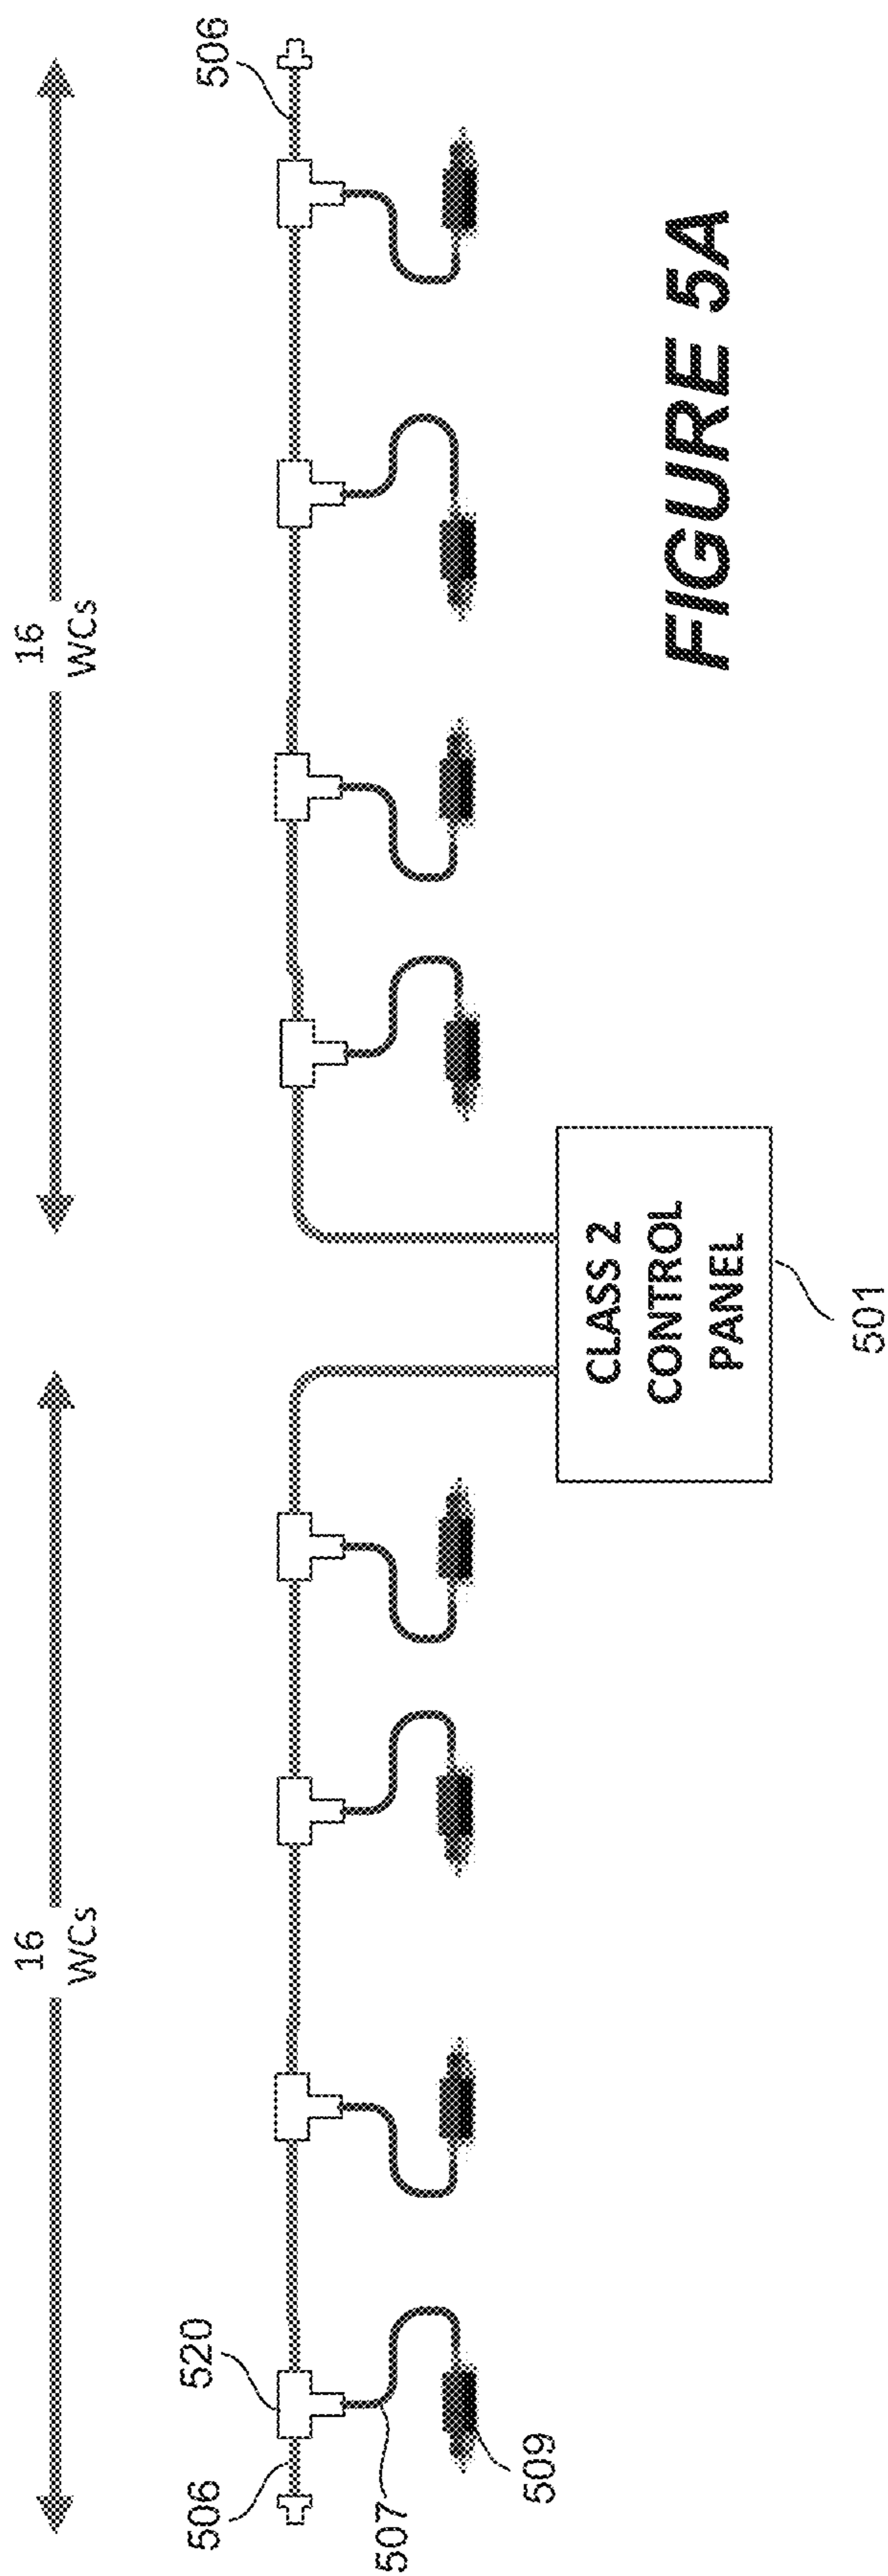 16
WCs
16
WCs
506
520
506
507
509
CLASS 2
CONTROL
PANEL
501
FIGURE 5A